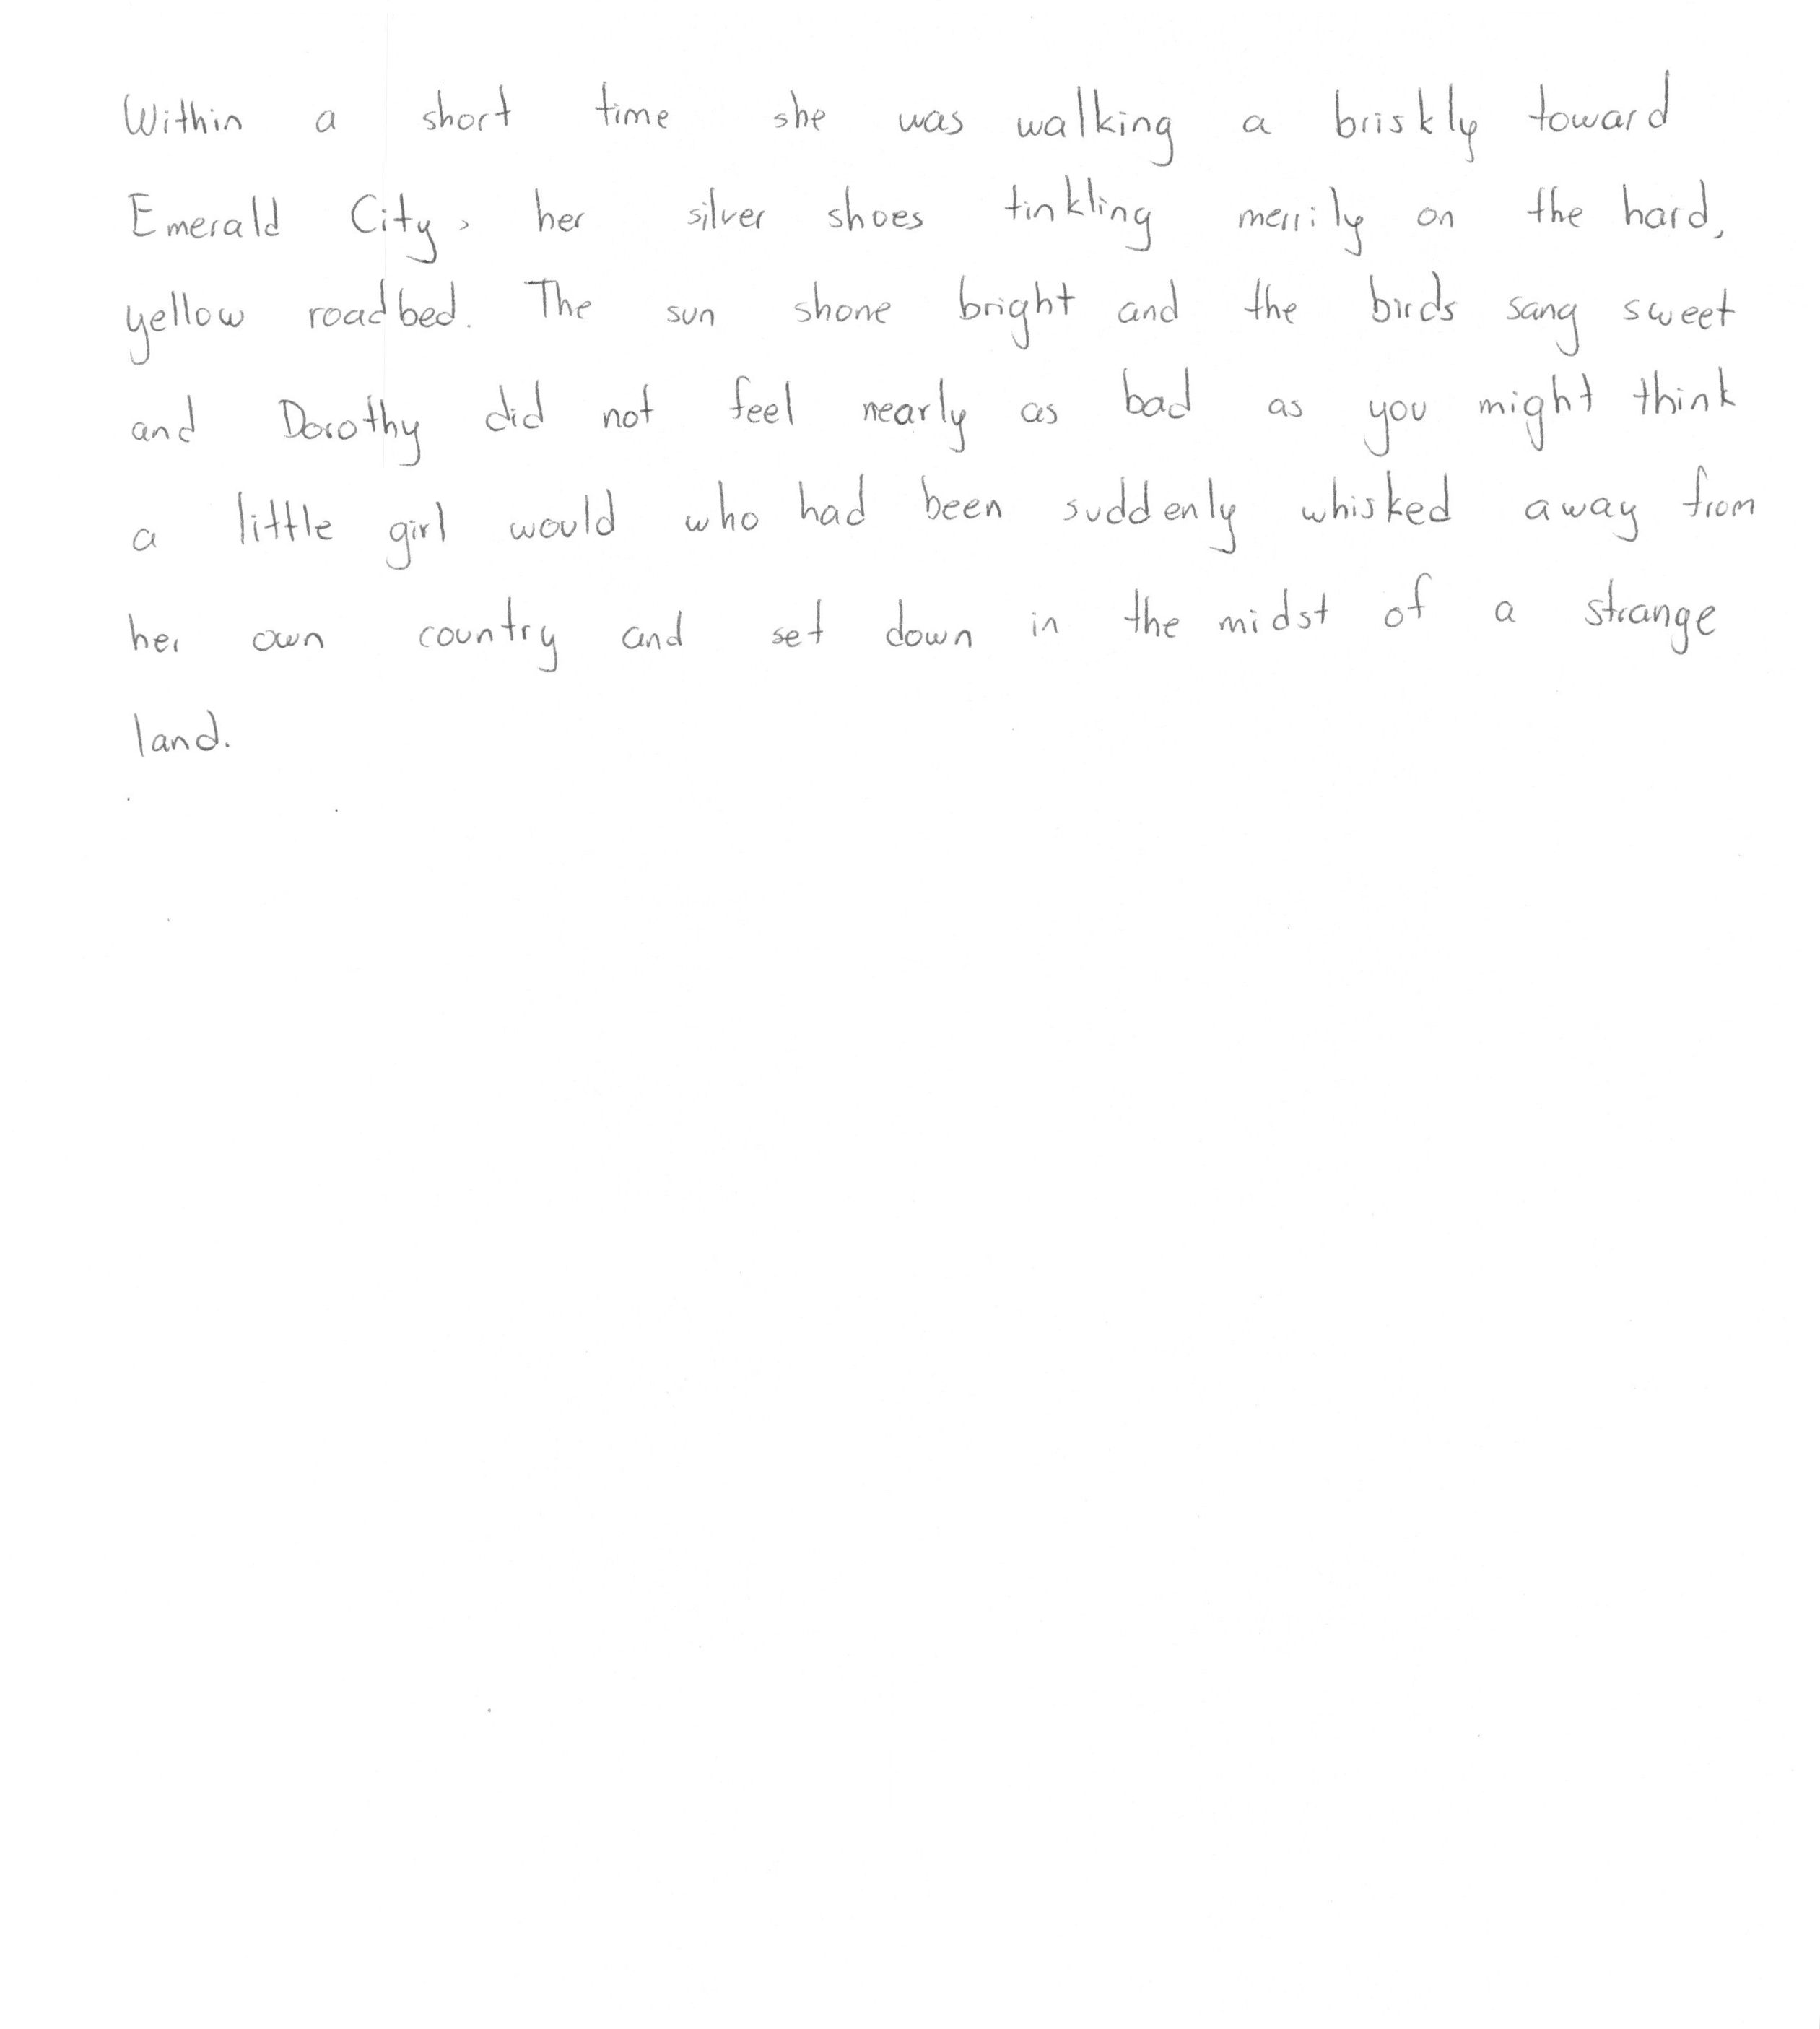 Within a short time she was walking a briskly toward
Emerald City, her silver shoes tinkling merrily on the hard,
yellow roadbed. The sun shone bright and the birds sang sweet
and Dorothy did not feel nearly as bad as you might think
a little girl would who had been suddenly whisked away from
her own country and set down in the midst of a strange
land.